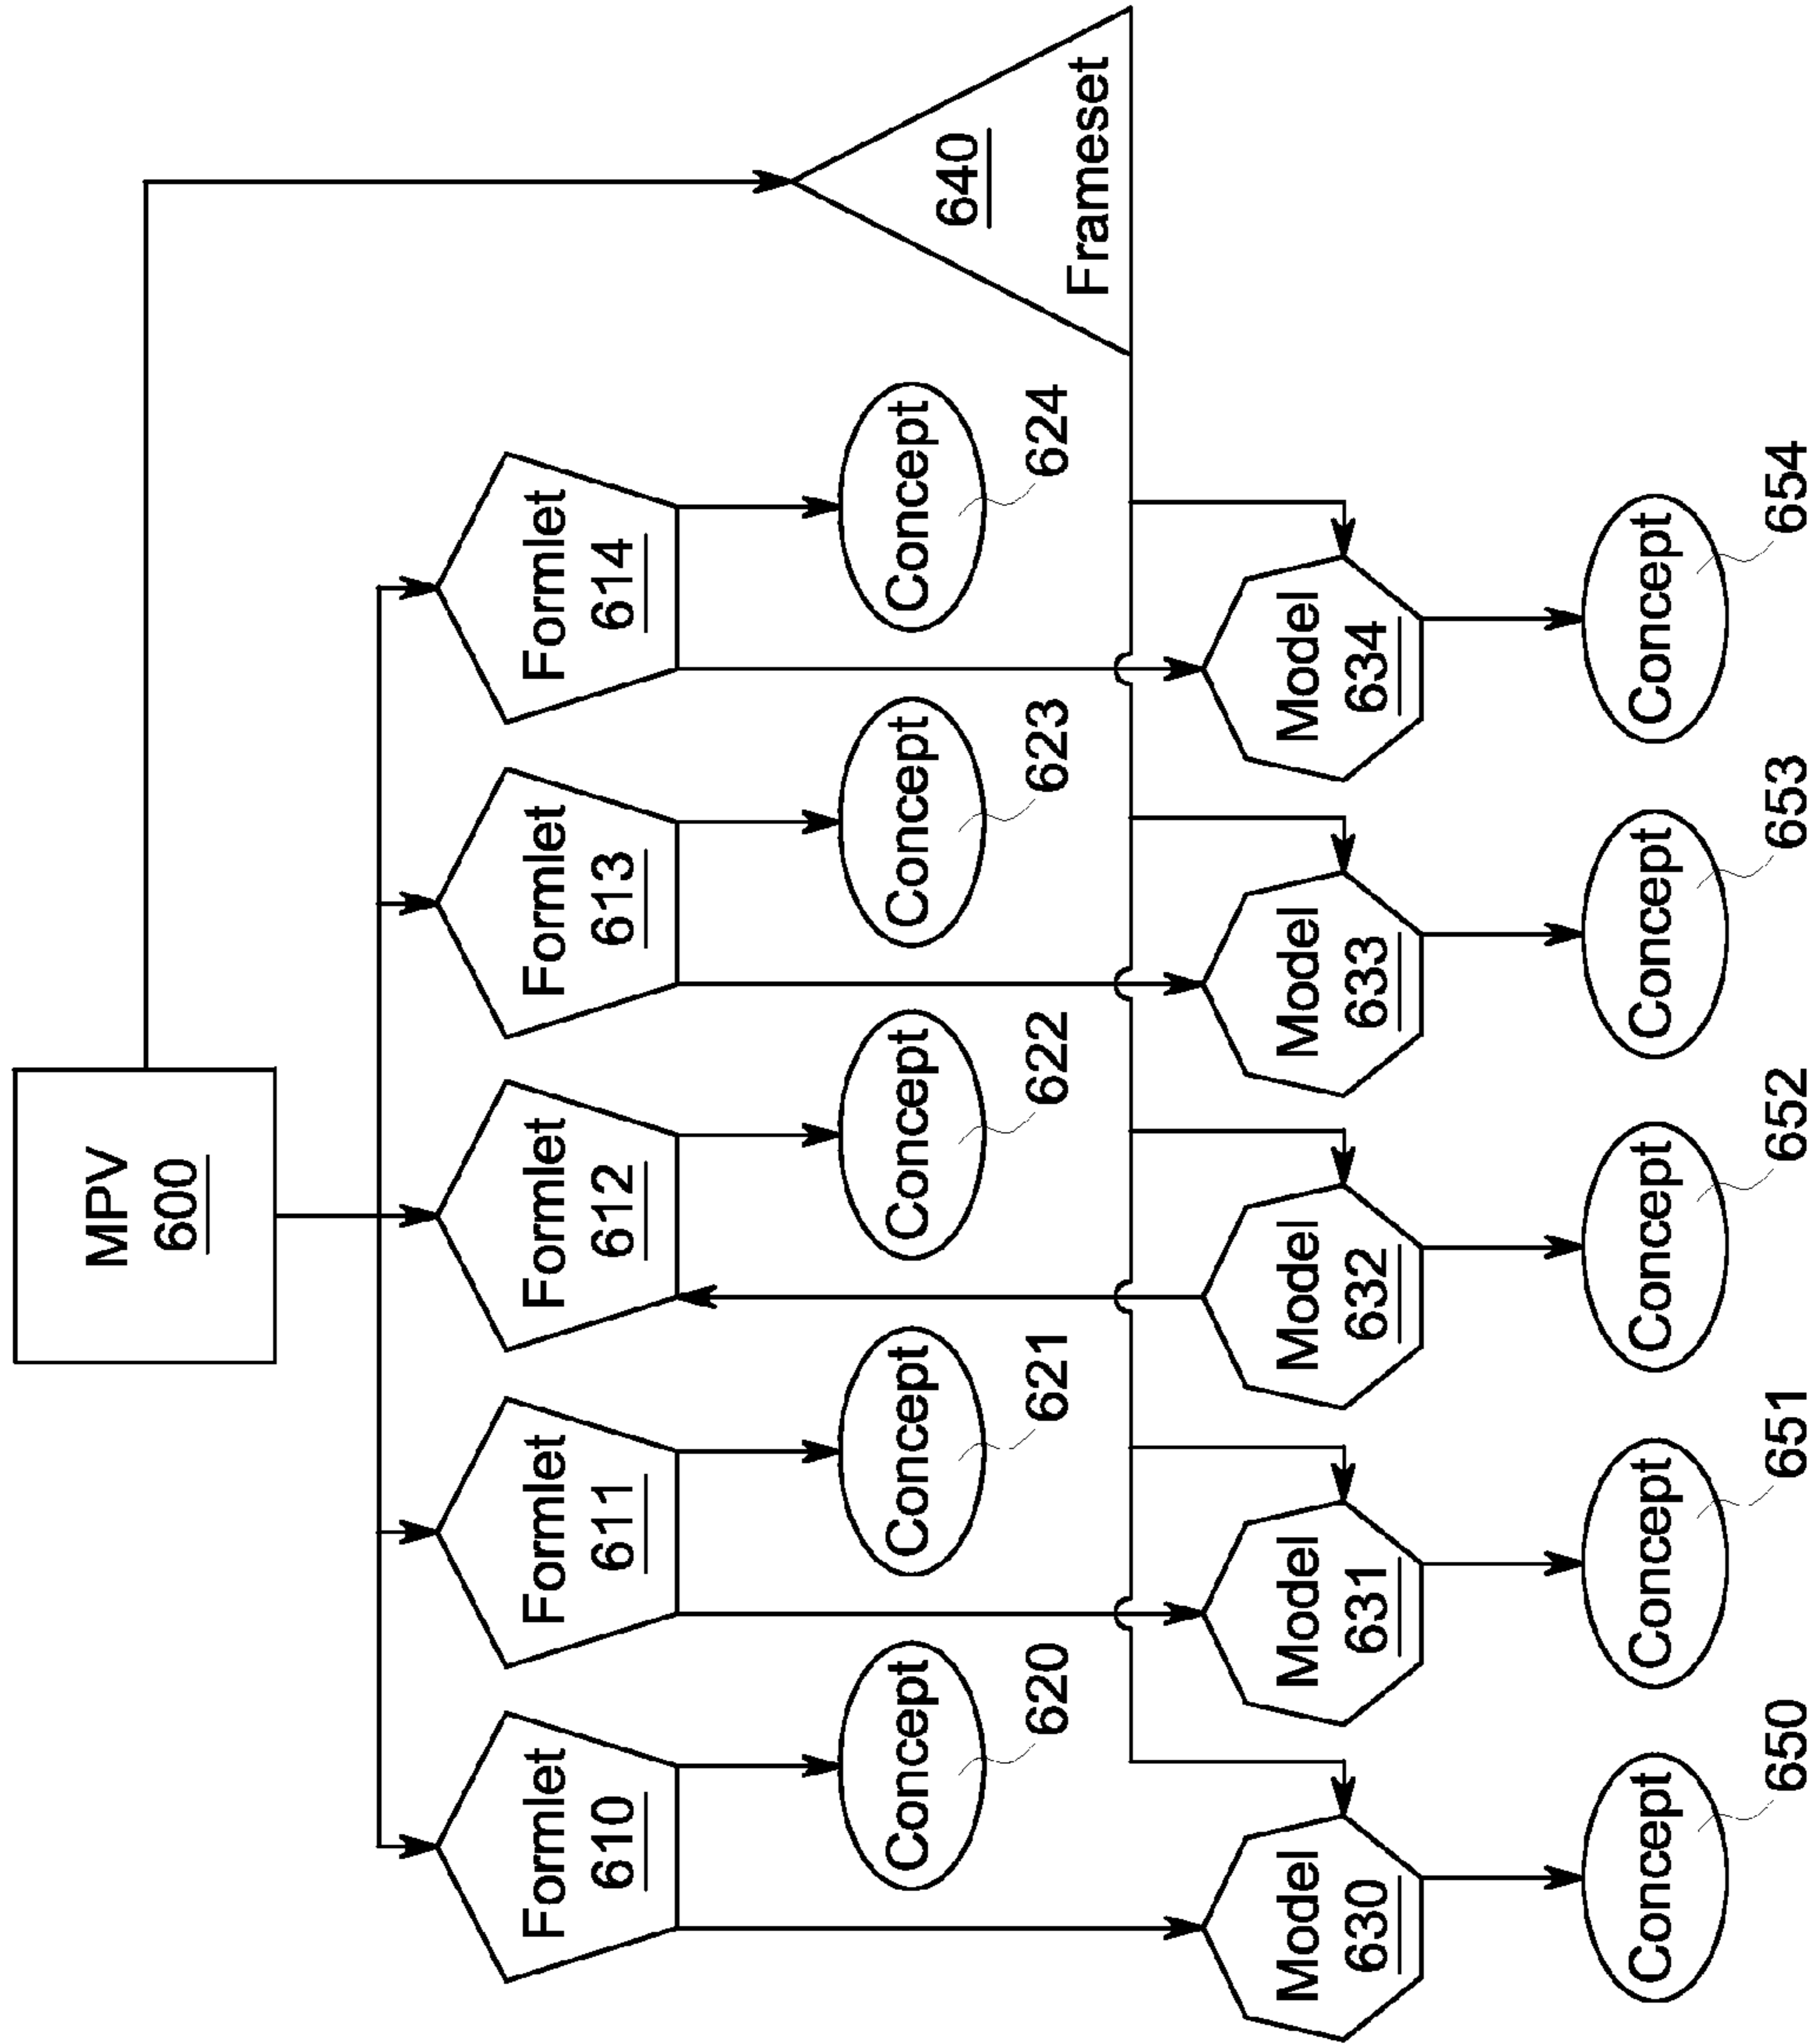 MPV
600
Formlet
610
Formlet
611
Formlet
612
Formlet
613
Formlet
614
Concept
620
Concept
621
Concept
622
Concept
623
Concept
624
640
Frameset
Model
630
Model
631
Model
632
Model
633
Model
634
Concept
650
Concept
651
Concept
652
Concept
653
Concept
654